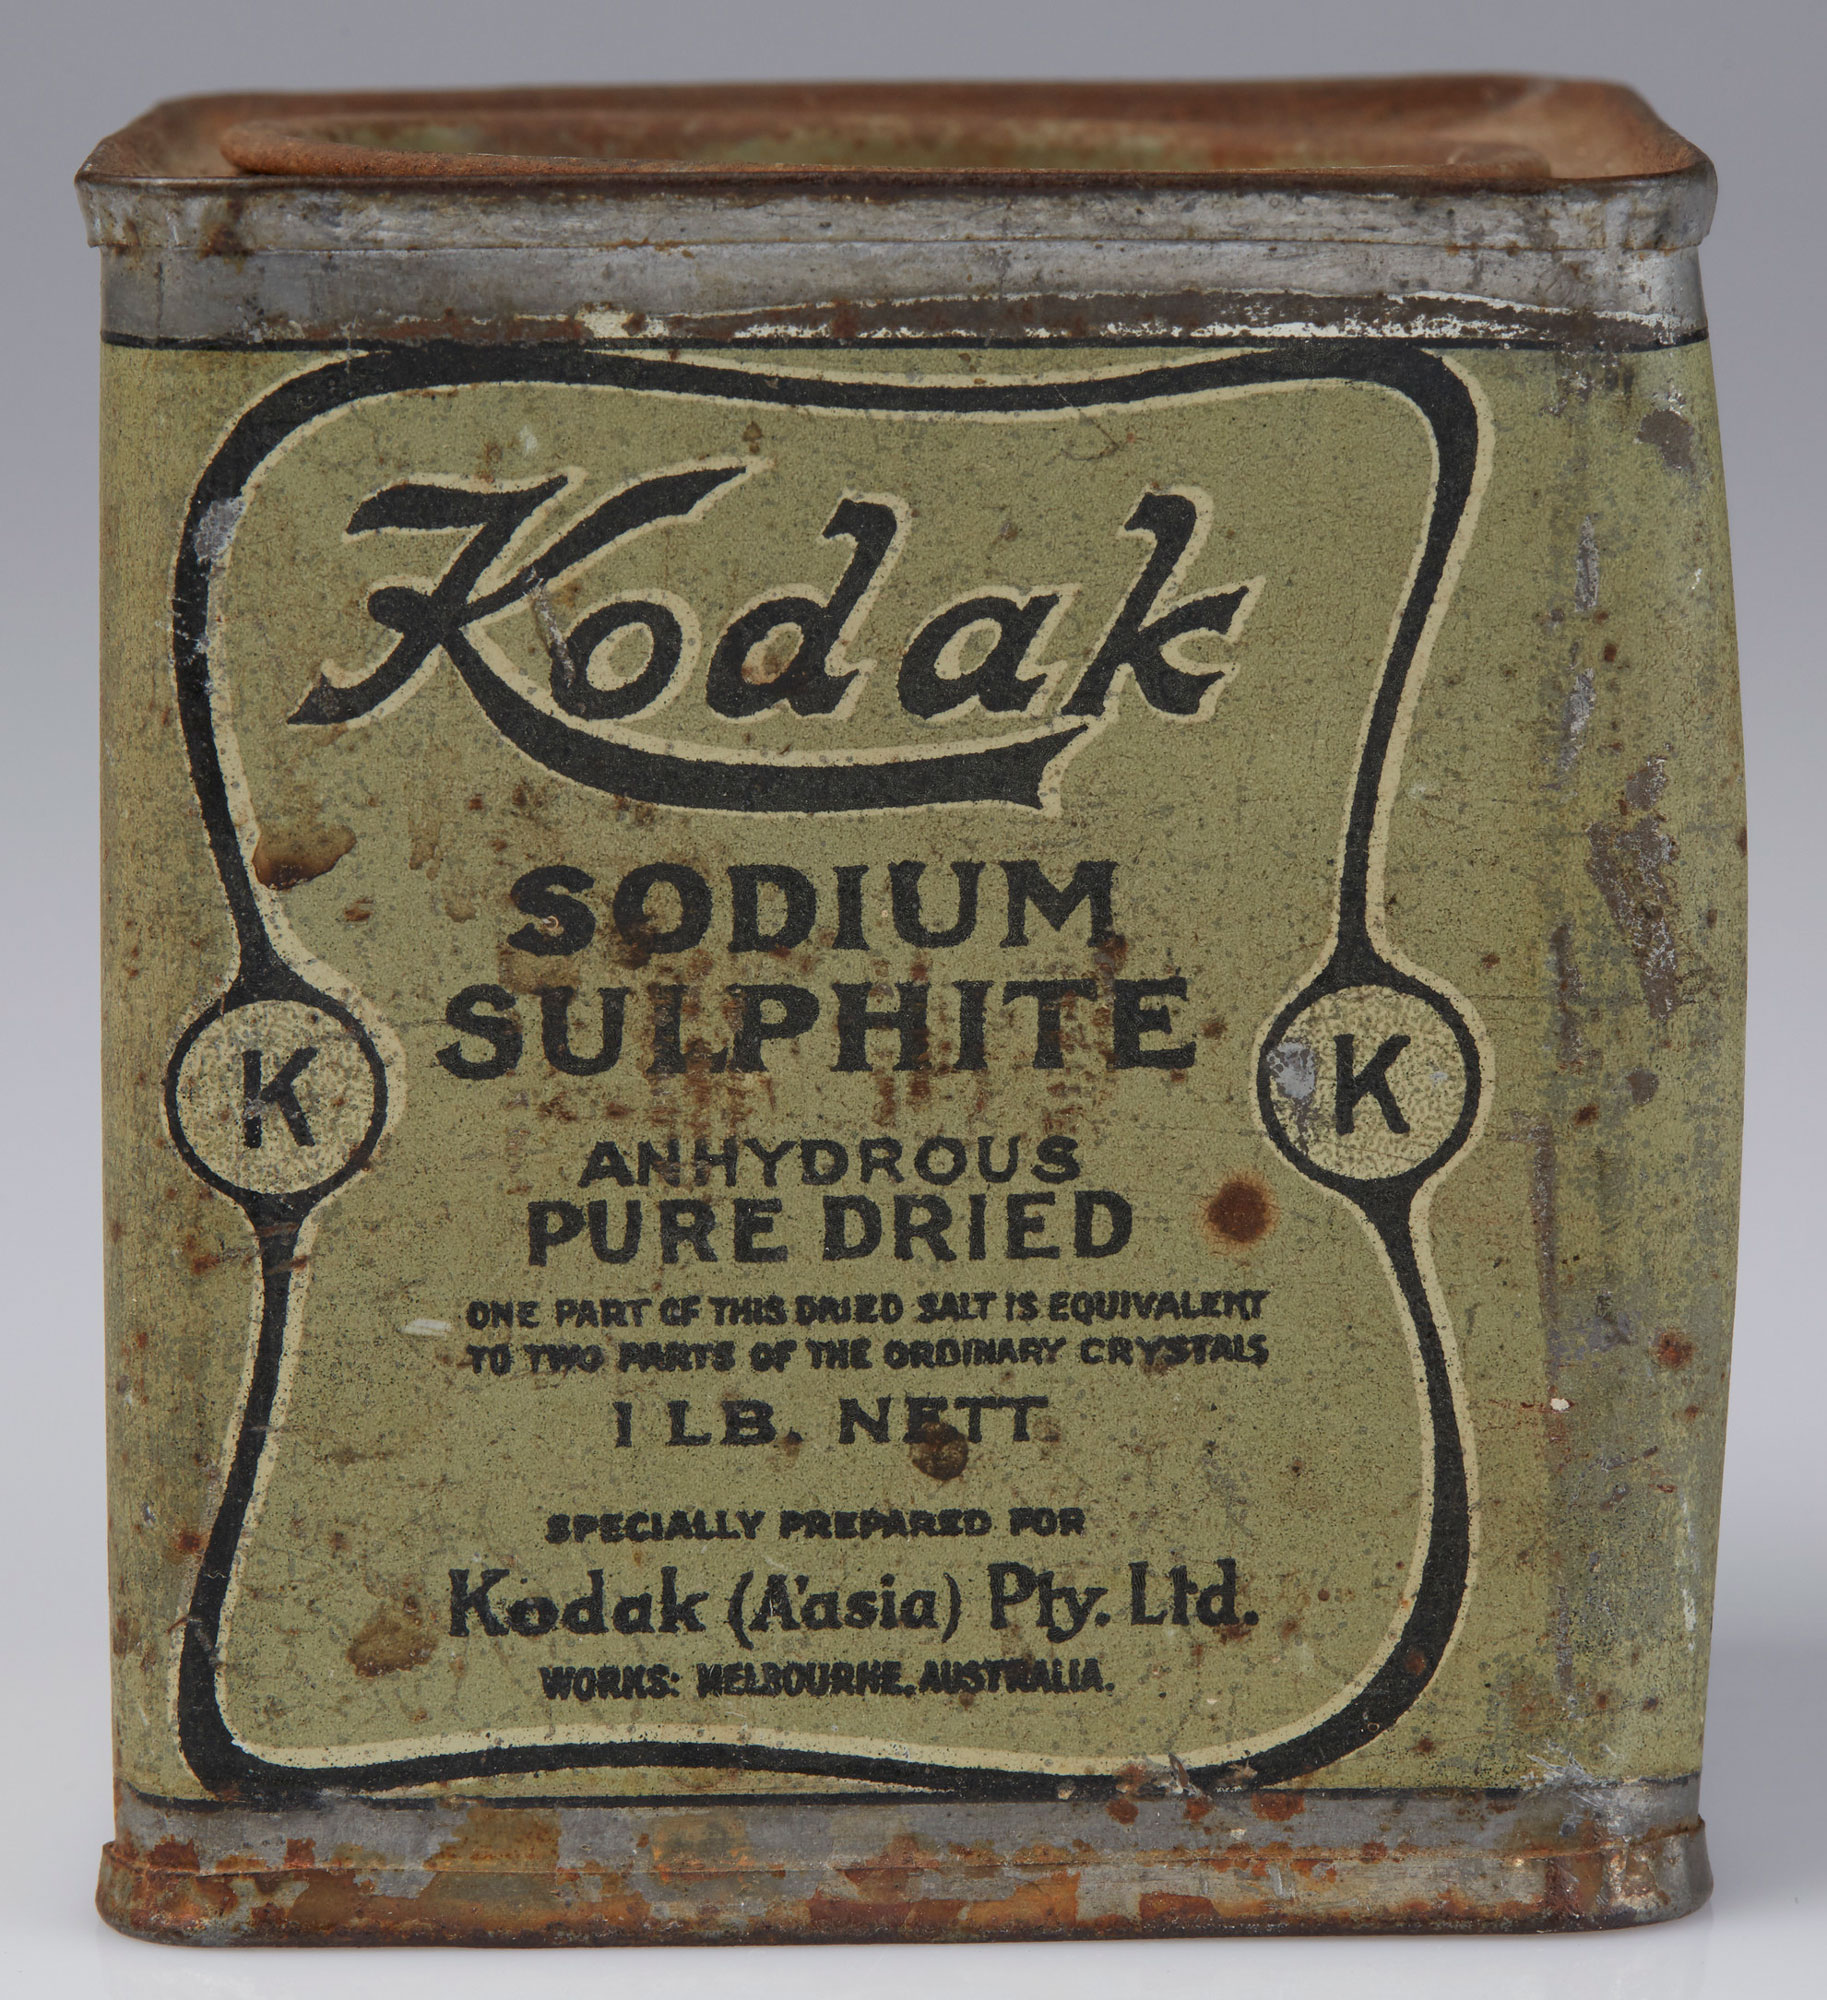 Kodak
SODIUM
SULPHITE
K
K
ANHYDROUS
PURE DRIED
ONE PART OF THIS DRIED SALT IS EQUIVALENT
TO TWO PARTS OF THE ORDINARY CRYSTALS
1 LB. NETT
SPECIALLY PREPARED FOR
Kodak (A'asia) Pty. Ltd.
WORKS: MELBOURNE, AUSTRALIA.